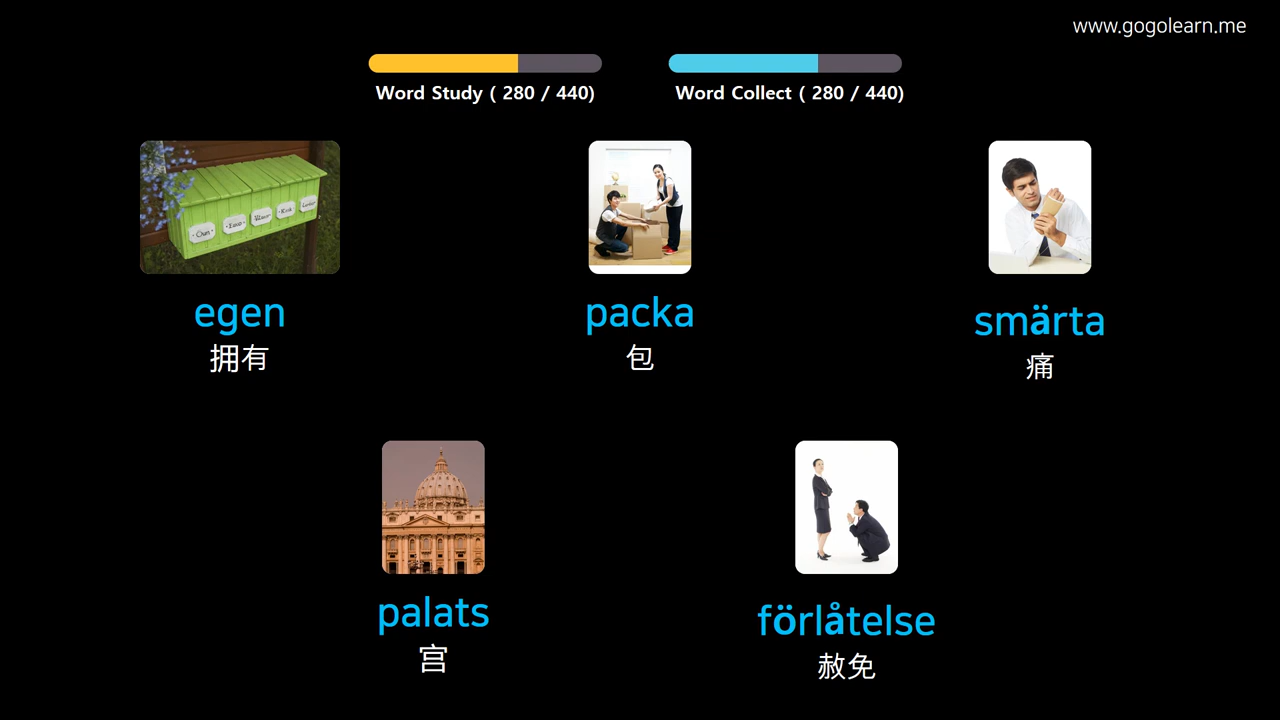 www.gogolearn.me
Word Study ( 280 / 440)
Word Collect ( 280 / 440)
egen
拥有
packa
包
smärta
痛
palats
宫
förlåtelse
赦免